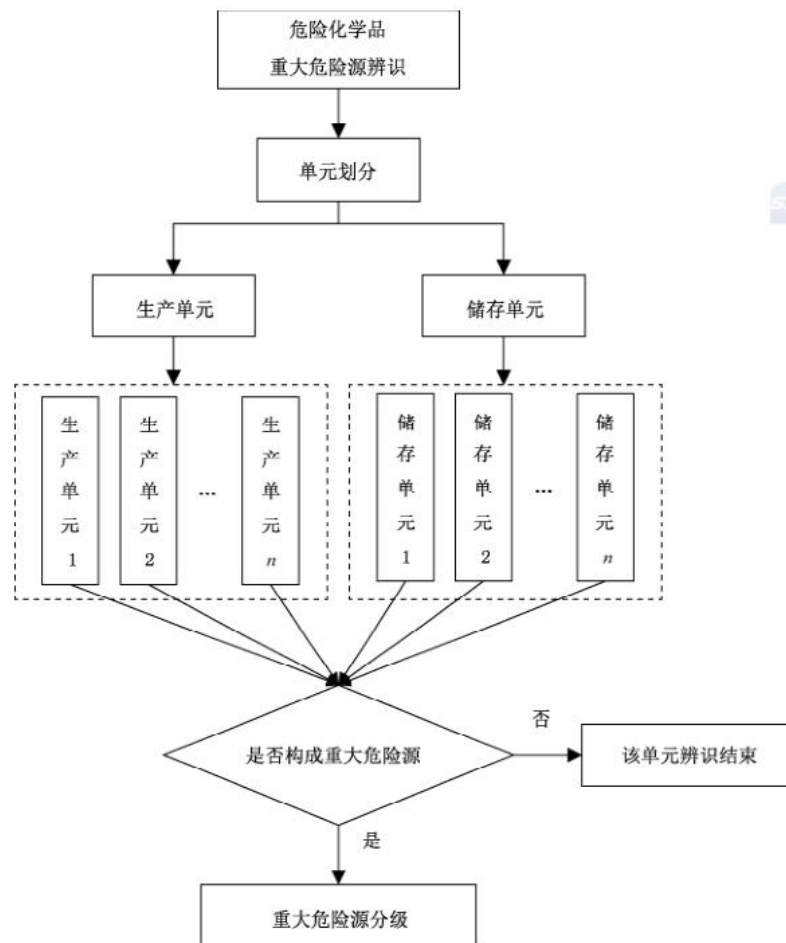 危险化学品
重大危险源辨识
单元划分
生产单元
储存单元
生产单元1
生产单元2
...
生产单元n
储存单元1
储存单元2
...
储存单元n
是否构成重大危险源
否
该单元辨识结束
是
重大危险源分级